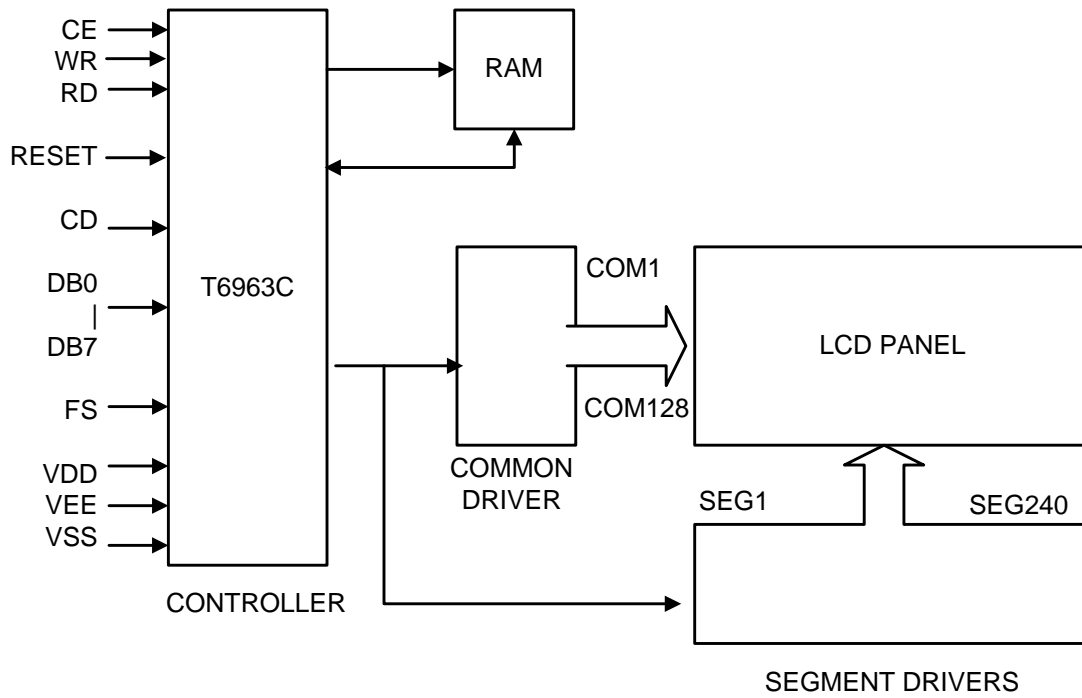 CE
WR
RD
RESET
CD
DB0
|
DB7
FS
VDD
VEE
VSS
T6963C
CONTROLLER
RAM
COM1
COM128
COMMON
DRIVER
LCD PANEL
SEG1
SEG240
SEGMENT DRIVERS